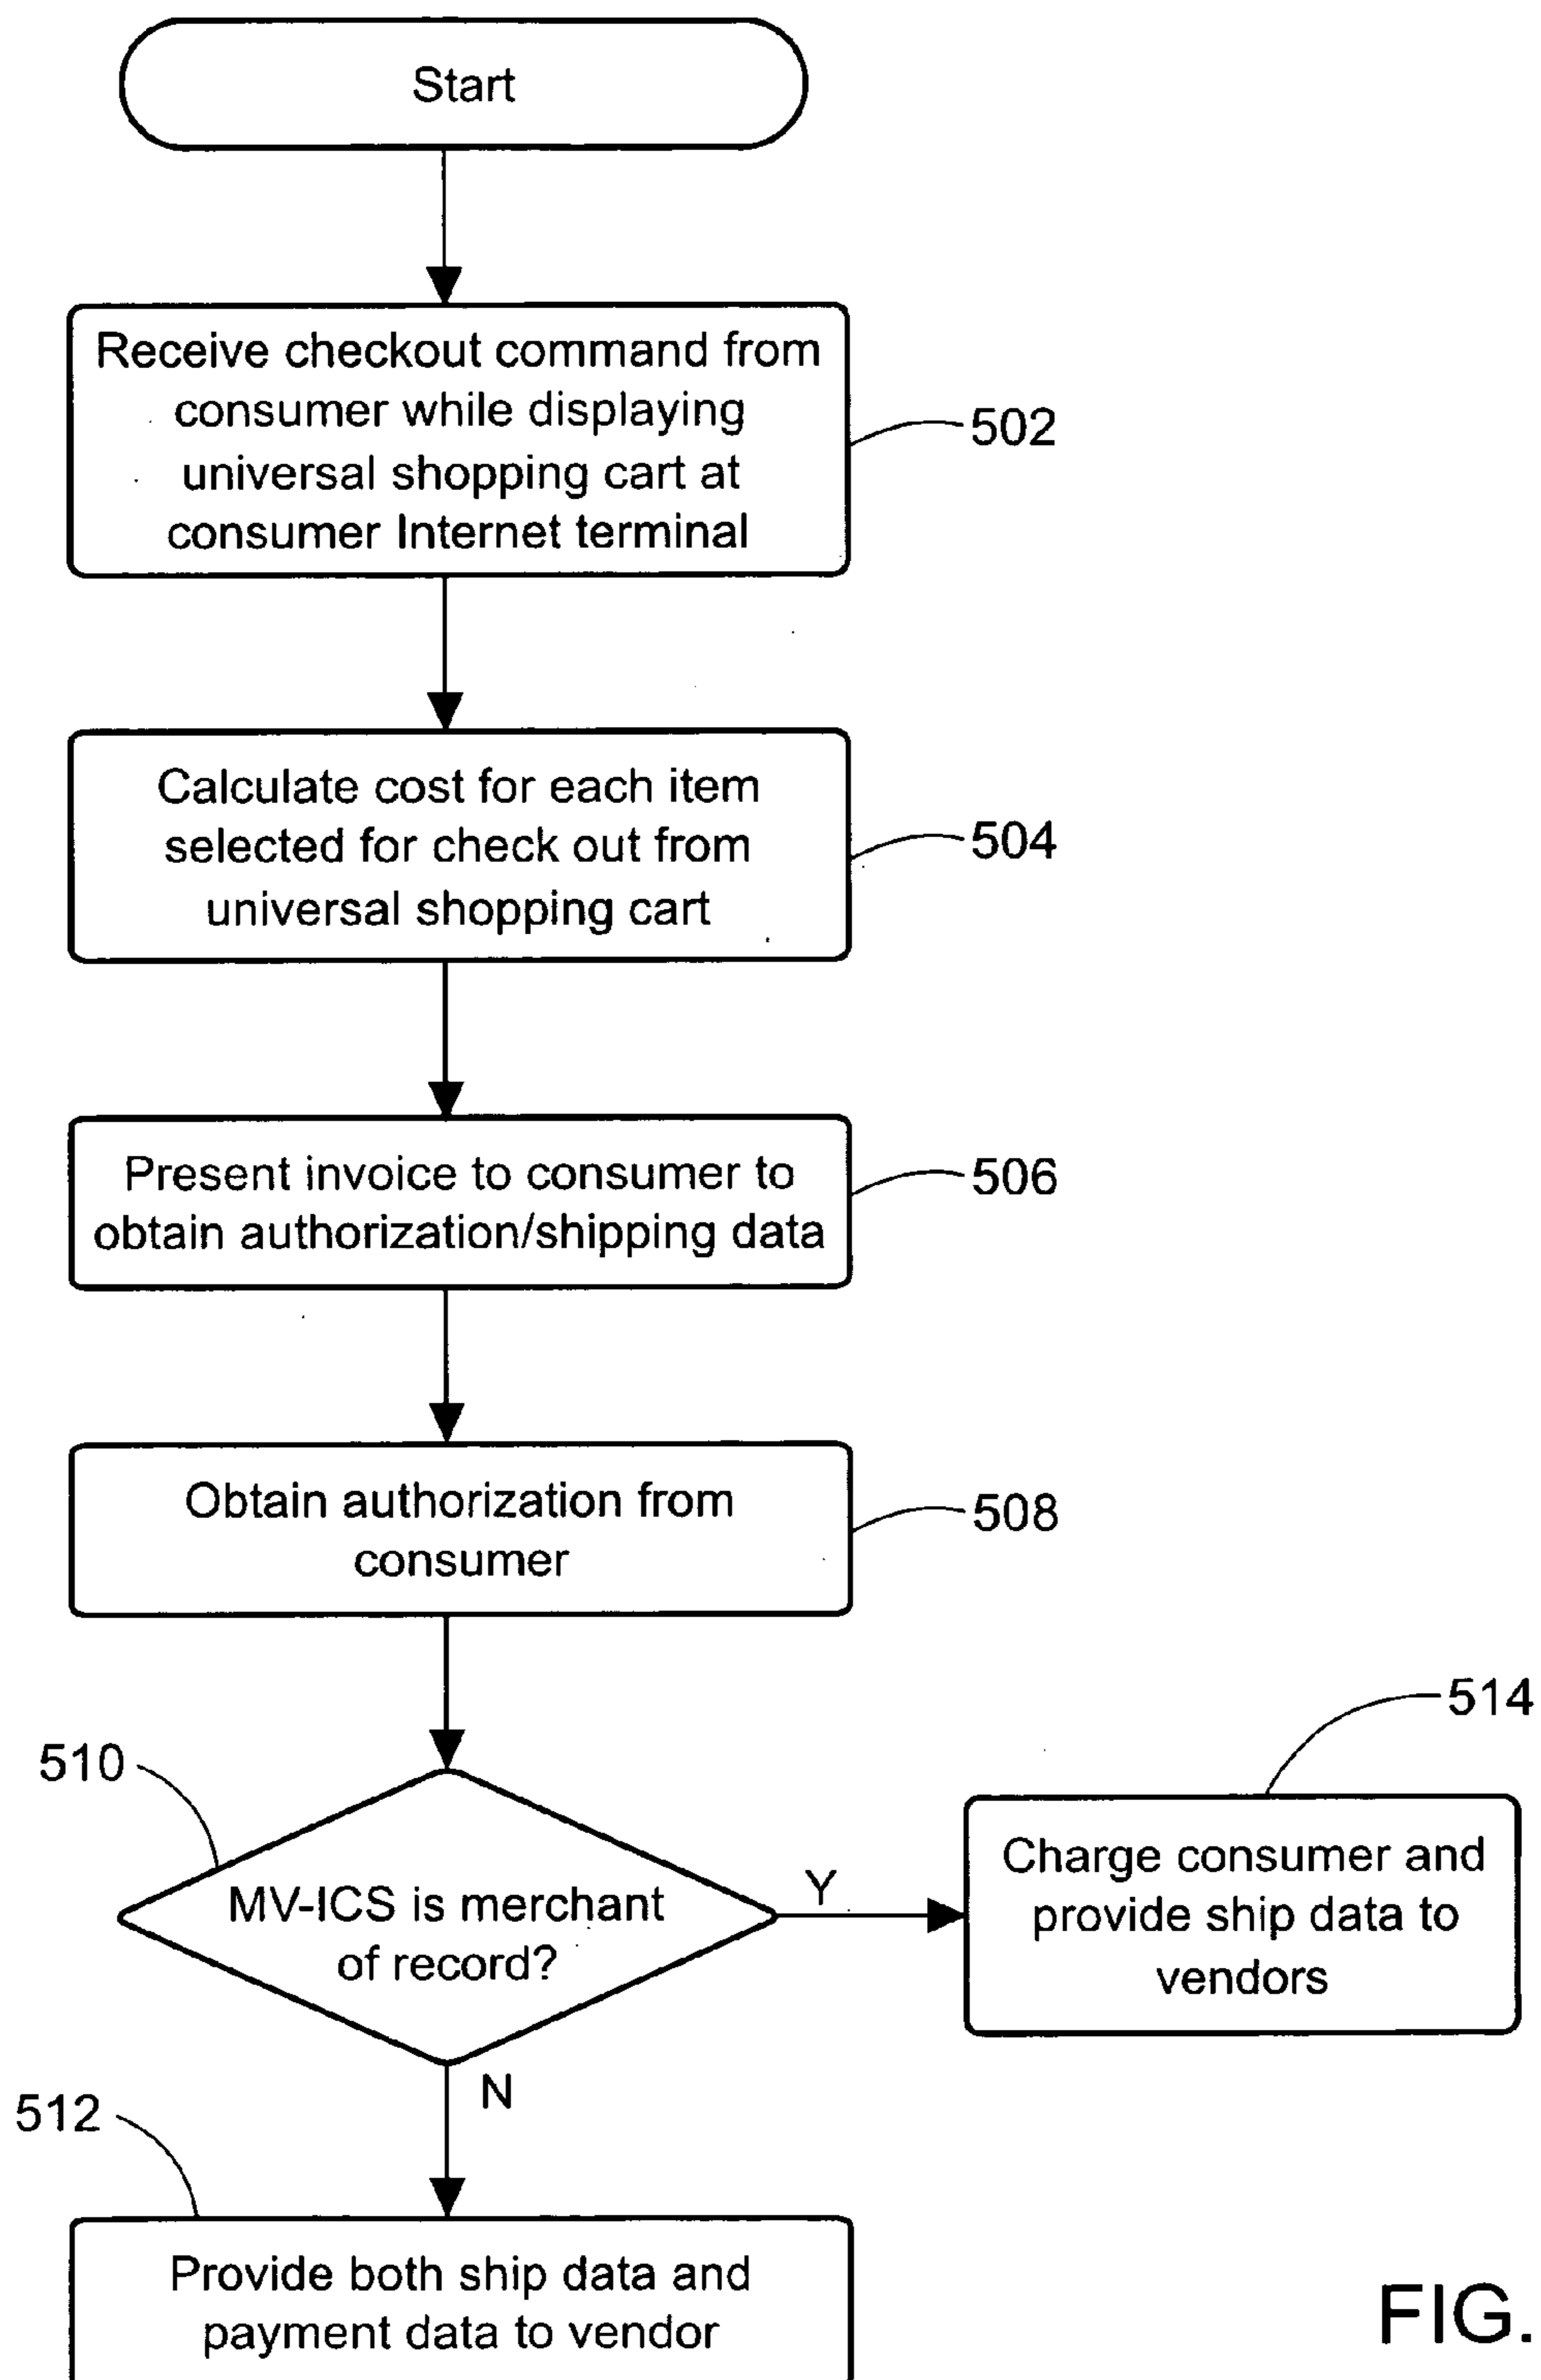 Start
Receive checkout command from
consumer while displaying
universal shopping cart at
consumer Internet terminal
502
Calculate cost for each item
selected for check out from
universal shopping cart
504
Present invoice to consumer to
obtain authorization/shipping data
506
Obtain authorization from
consumer
508
510
MV-ICS is merchant
of record?
Y
514
Charge consumer and
provide ship data to
vendors
N
512
Provide both ship data and
payment data to vendor
FIG.